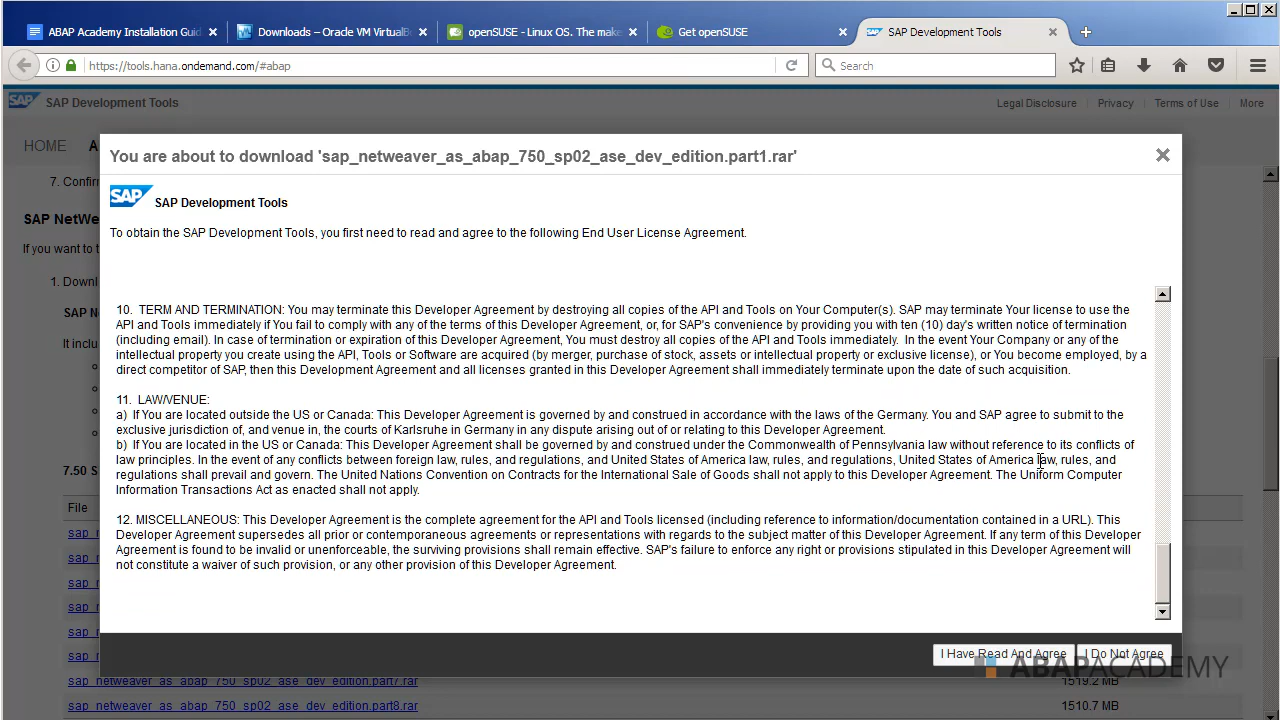 ABAP Academy Installation Guid
Downloads – Oracle VM VirtualB
openSUSE - Linux OS. The make
Get openSUSE
SAP Development Tools
https://tools.hana.ondemand.com/#abap
Search
SAP
SAP Development Tools
Legal Disclosure
Privacy
Terms of Use
More
HOME
A
You are about to download 'sap_netweaver_as_abap_750_sp02_ase_dev_edition.part1.rar'
7. Confir
SAP
SAP Development Tools
SAP NetWe
To obtain the SAP Development Tools, you first need to read and agree to the following End User License Agreement.
If you want to t
1. Downl
SAP N
It inclu
10. TERM AND TERMINATION: You may terminate this Developer Agreement by destroying all copies of the API and Tools on Your Computer(s). SAP may terminate Your license to use the
API and Tools immediately if You fail to comply with any of the terms of this Developer Agreement, or, for SAP's convenience by providing you with ten (10) day's written notice of termination
(including email). In case of termination or expiration of this Developer Agreement, You must destroy all copies of the API and Tools immediately. In the event Your Company or any of the
intellectual property you create using the API, Tools or Software are acquired (by merger, purchase of stock, assets or intellectual property or exclusive license), or You become employed, by a
direct competitor of SAP, then this Development Agreement and all licenses granted in this Developer Agreement shall immediately terminate upon the date of such acquisition.
11. LAW/VENUE:
a) If You are located outside the US or Canada: This Developer Agreement is governed by and construed in accordance with the laws of the Germany. You and SAP agree to submit to the
exclusive jurisdiction of, and venue in, the courts of Karlsruhe in Germany in any dispute arising out of or relating to this Developer Agreement.
b) If You are located in the US or Canada: This Developer Agreement shall be governed by and construed under the Commonwealth of Pennsylvania law without reference to its conflicts of
law principles. In the event of any conflicts between foreign law, rules, and regulations, and United States of America law, rules, and regulations, United States of America law, rules, and
regulations shall prevail and govern. The United Nations Convention on Contracts for the International Sale of Goods shall not apply to this Developer Agreement. The Uniform Computer
Information Transactions Act as enacted shall not apply.
12. MISCELLANEOUS: This Developer Agreement is the complete agreement for the API and Tools licensed (including reference to information/documentation contained in a URL). This
Developer Agreement supersedes all prior or contemporaneous agreements or representations with regards to the subject matter of this Developer Agreement. If any term of this Developer
Agreement is found to be invalid or unenforceable, the surviving provisions shall remain effective. SAP's failure to enforce any right or provisions stipulated in this Developer Agreement will
not constitute a waiver of such provision, or any other provision of this Developer Agreement.
7.50 SP
File
sap_n
sap_n
sap_n
sap_n
sap_n
sap_n
I Have Read And Agree
I Do Not Agree
ABAPACADEMY
sap_netweaver_as_abap_750_sp02_ase_dev_edition.part7.rar
1519.2 MB
sap_netweaver_as_abap_750_sp02_ase_dev_edition.part8.rar
1510.7 MB